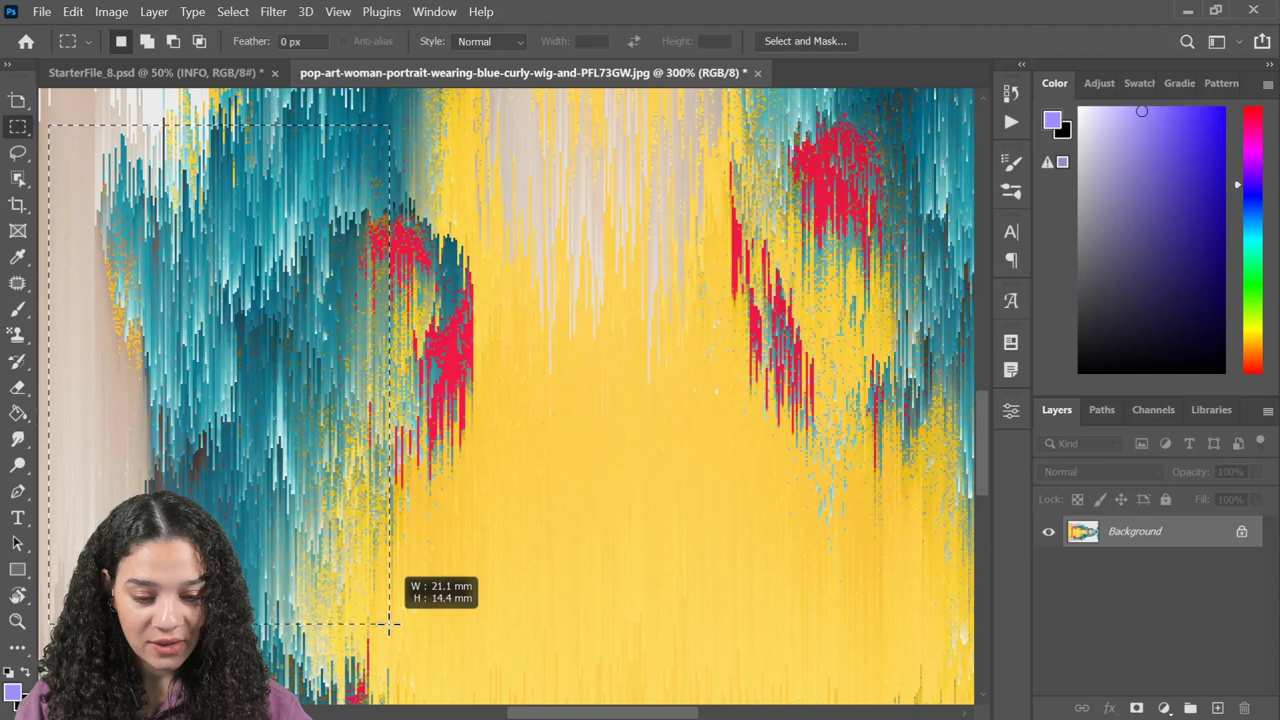 Ps File Edit Image Layer Type Select Filter 3D View Plugins Window Help
Feather: 0 px Anti-alias Style: Normal Width: Height: Select and Mask...
StarterFile_8.psd @ 50% (INFO, RGB/8#) * × pop-art-woman-portrait-wearing-blue-curly-wig-and-PFL73GW.jpg @ 300% (RGB/8) * ×
Color Adjust Swatch Gradie Pattern
W : 21.1 mm
H : 14.4 mm
Layers Paths Channels Libraries
Kind
Normal Opacity: 100%
Lock: Fill: 100%
Background